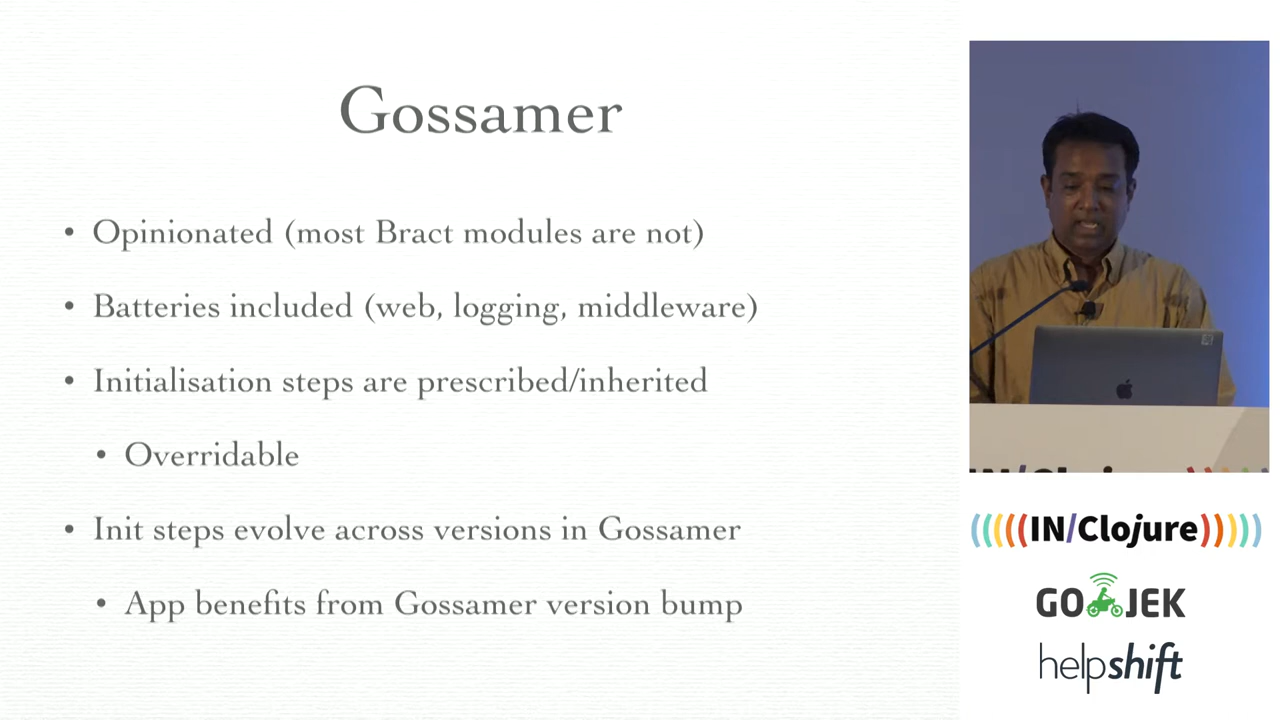 Gossamer
• Opinionated (most Bract modules are not)
• Batteries included (web, logging, middleware)
• Initialisation steps are prescribed/inherited
• Overridable
• Init steps evolve across versions in Gossamer
• App benefits from Gossamer version bump
(((((IN/Clojure)))))
GOJEK
helpshift